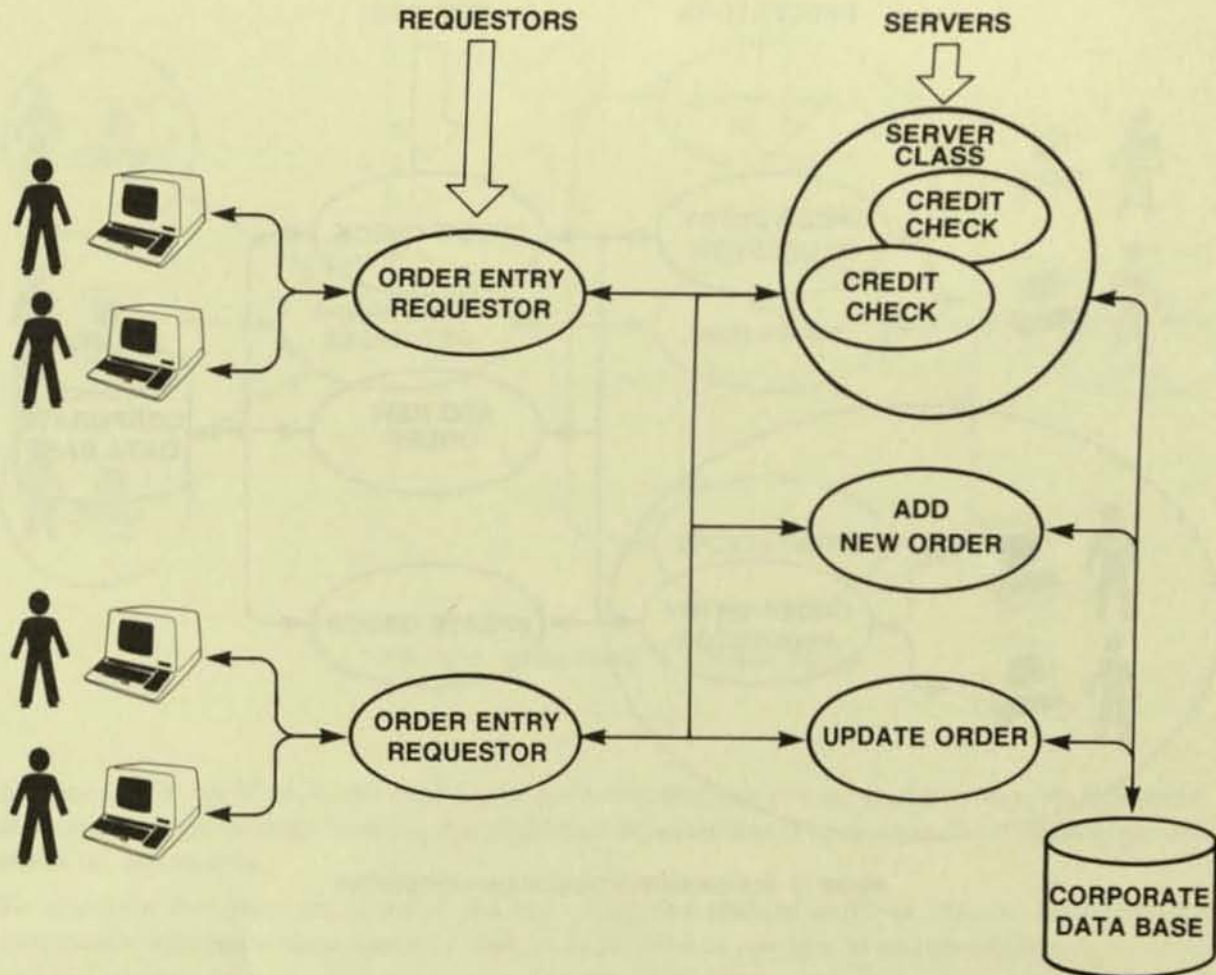 REQUESTORS
SERVERS
SERVER
CLASS
CREDIT
CHECK
CREDIT
CHECK
ORDER ENTRY
REQUESTOR
ADD
NEW ORDER
ORDER ENTRY
REQUESTOR
UPDATE ORDER
CORPORATE
DATA BASE